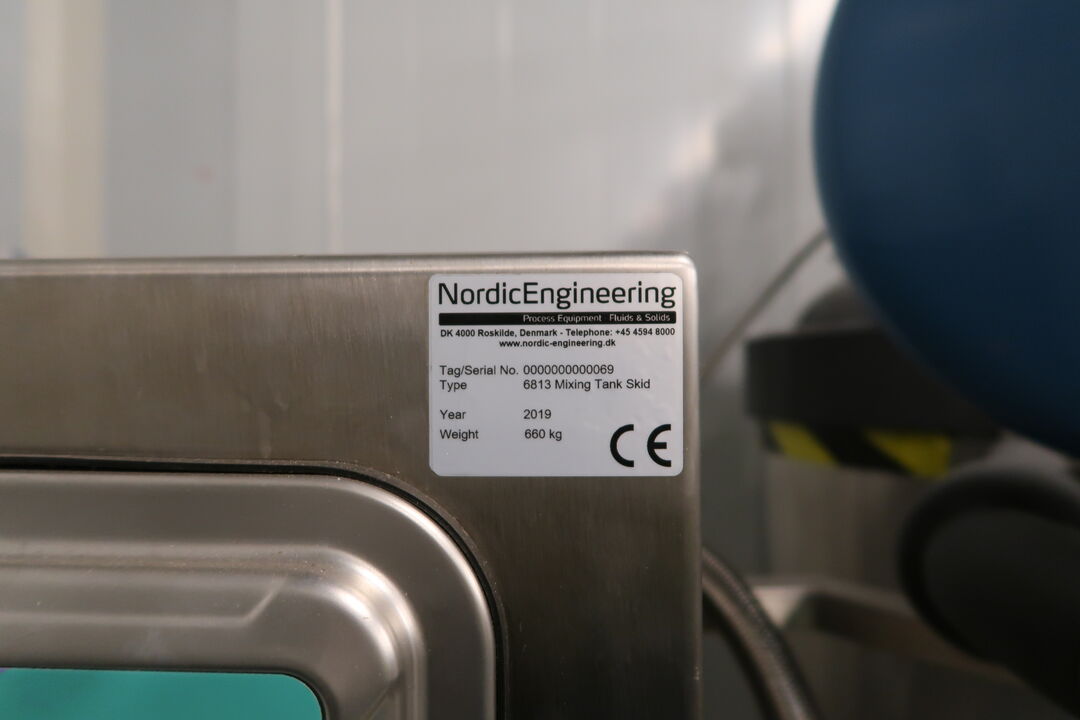 NordicEngineering
Process Equipment · Fluids & Solids
DK 4000 Roskilde, Denmark - Telephone: +45 4594 8000
www.nordic-engineering.dk
Tag/Serial No. 0000000000069
Type 6813 Mixing Tank Skid
Year 2019
Weight 660 kg
CE